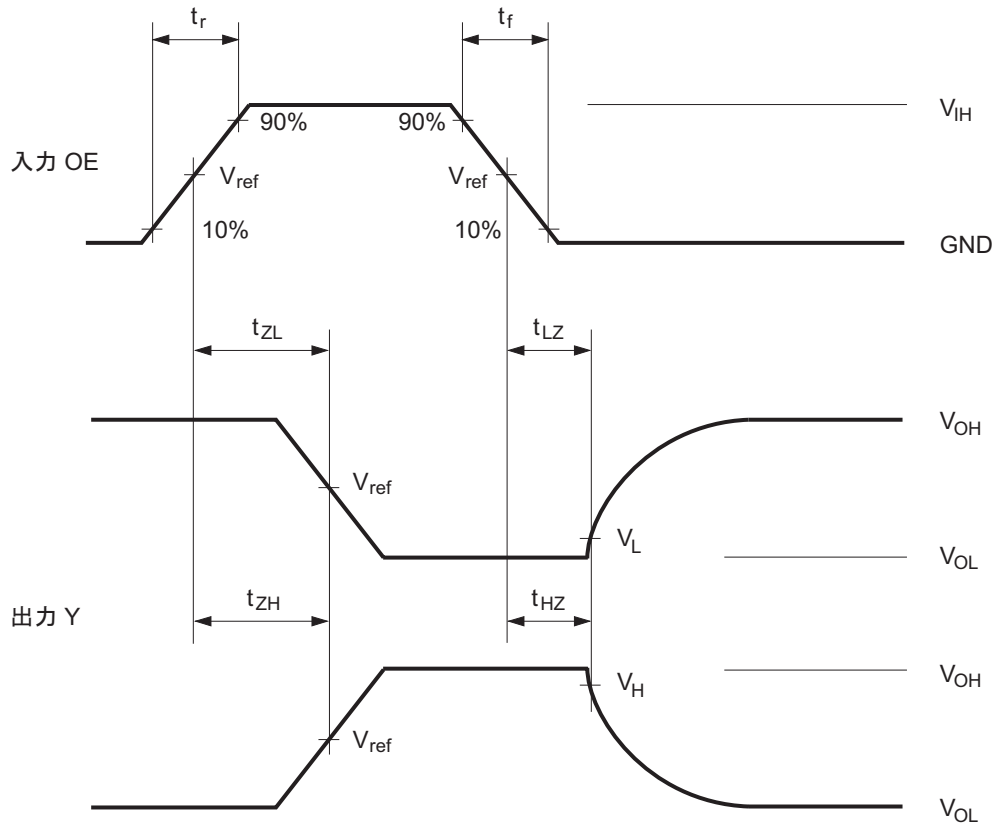 tr
tf
90%
90%
VIH
入力 OE
Vref
Vref
10%
10%
GND
tZL
tLZ
VOH
Vref
VL
VOL
出力 Y
tZH
tHZ
VH
VOH
Vref
VOL